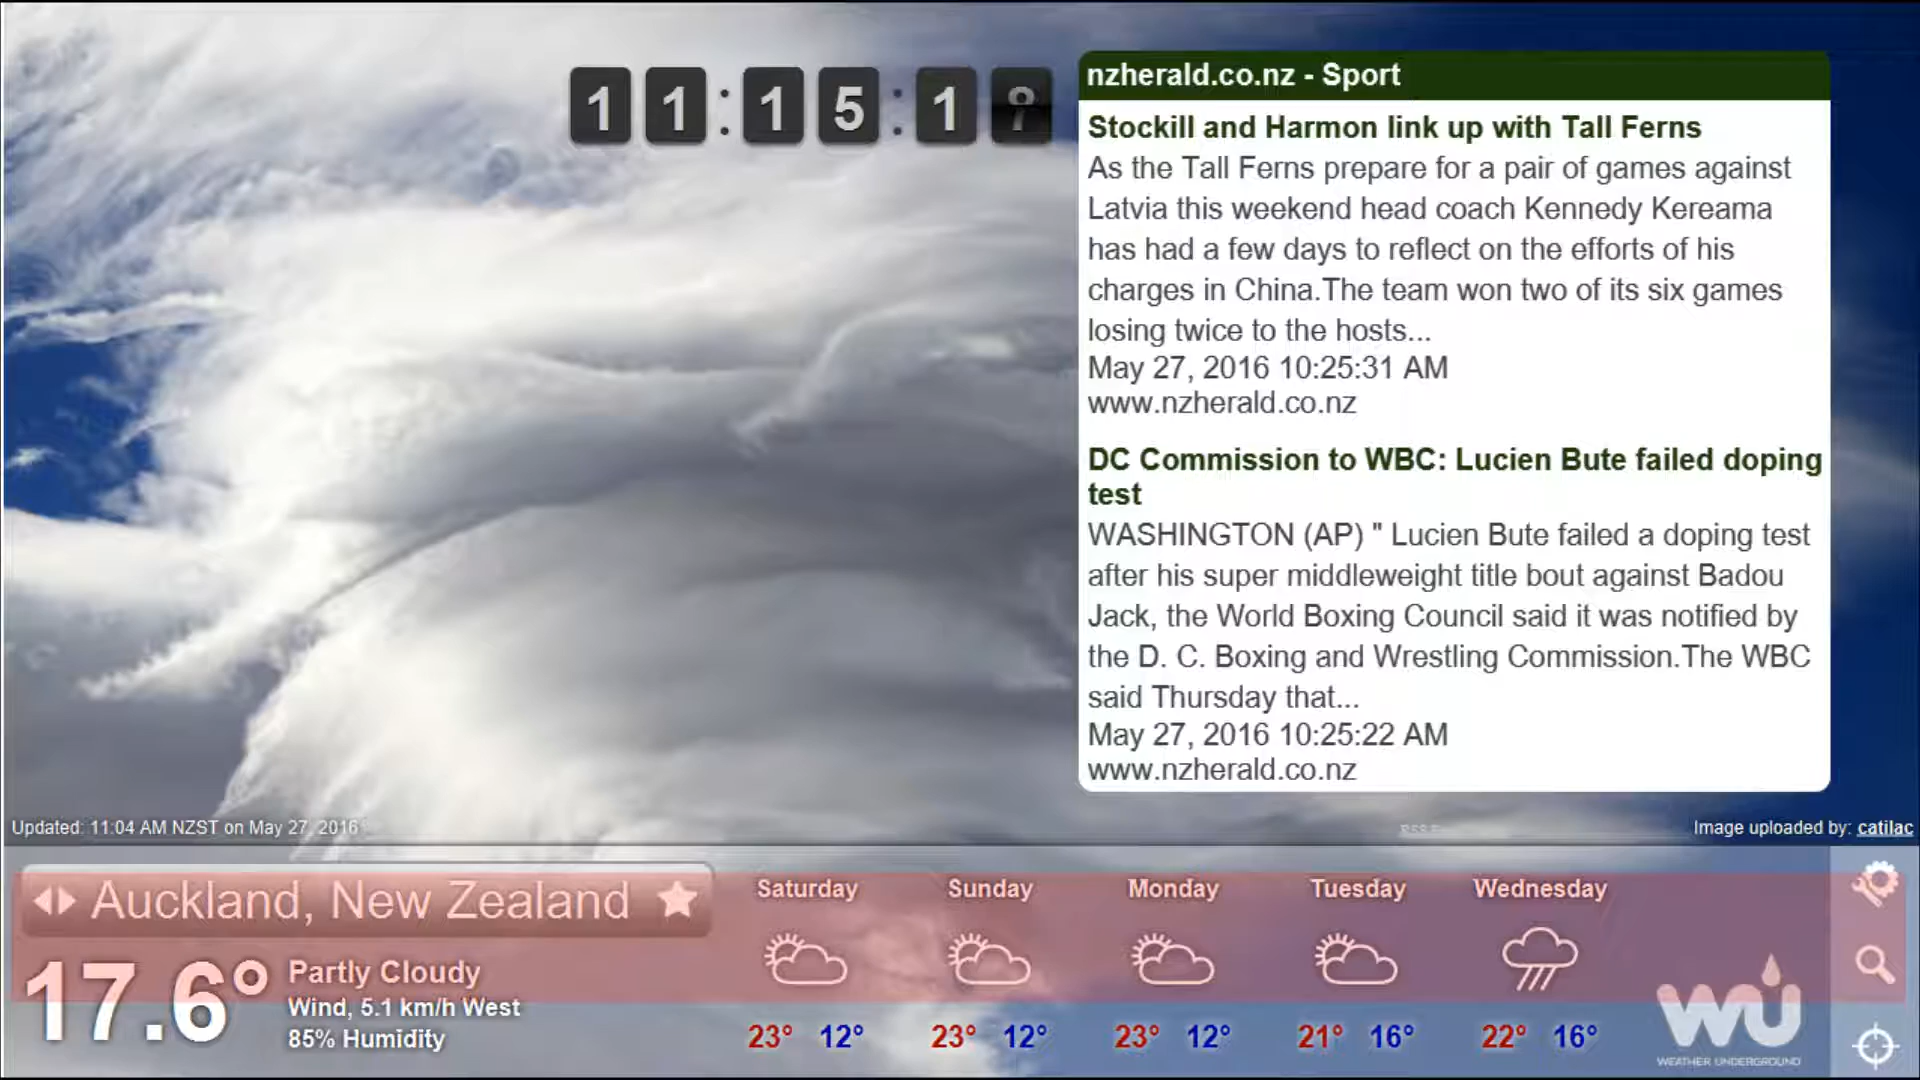 11:15:1
nzherald.co.nz - Sport
Stockill and Harmon link up with Tall Ferns
As the Tall Ferns prepare for a pair of games against
Latvia this weekend head coach Kennedy Kereama
has had a few days to reflect on the efforts of his
charges in China.The team won two of its six games
losing twice to the hosts...
May 27, 2016 10:25:31 AM
www.nzherald.co.nz
DC Commission to WBC: Lucien Bute failed doping
test
WASHINGTON (AP) " Lucien Bute failed a doping test
after his super middleweight title bout against Badou
Jack, the World Boxing Council said it was notified by
the D. C. Boxing and Wrestling Commission.The WBC
said Thursday that...
May 27, 2016 10:25:22 AM
www.nzherald.co.nz
Updated: 11:04 AM NZST on May 27, 2016
Image uploaded by: catilac
Auckland, New Zealand
17.6°
Partly Cloudy
Wind, 5.1 km/h West
85% Humidity
Saturday Sunday Monday Tuesday Wednesday
23° 12° 23° 12° 23° 12° 21° 16° 22° 16°
wu
WEATHER UNDERGROUND